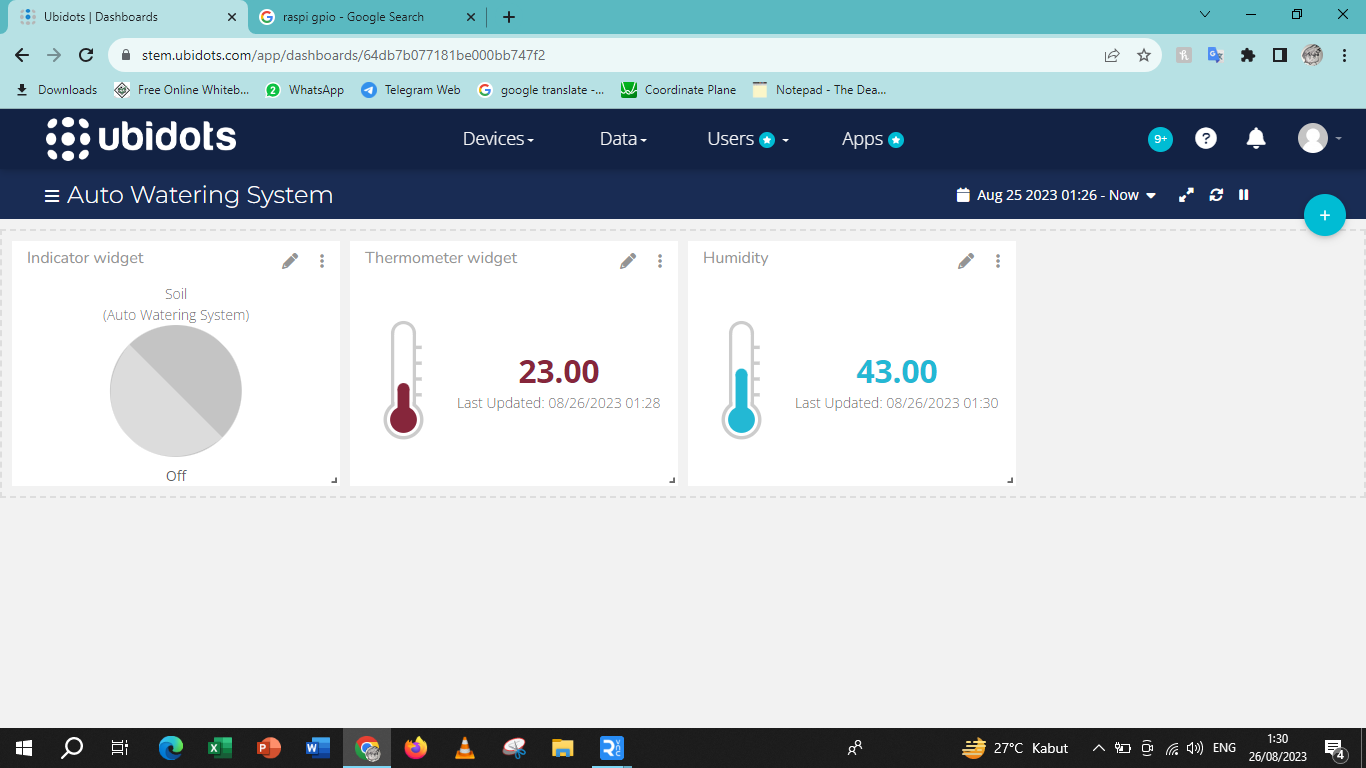 Ubidots | Dashboards
raspi gpio - Google Search
stem.ubidots.com/app/dashboards/64db7b077181be000bb747f2
Downloads
Free Online Whiteb...
WhatsApp
Telegram Web
google translate -...
Coordinate Plane
Notepad - The Dea...
ubidots
Devices
Data
Users
Apps
9+
?
Auto Watering System
Aug 25 2023 01:26 - Now
Indicator widget
Soil
(Auto Watering System)
Off
Thermometer widget
23.00
Last Updated: 08/26/2023 01:28
Humidity
43.00
Last Updated: 08/26/2023 01:30
27°C Kabut
ENG
1:30
26/08/2023
4